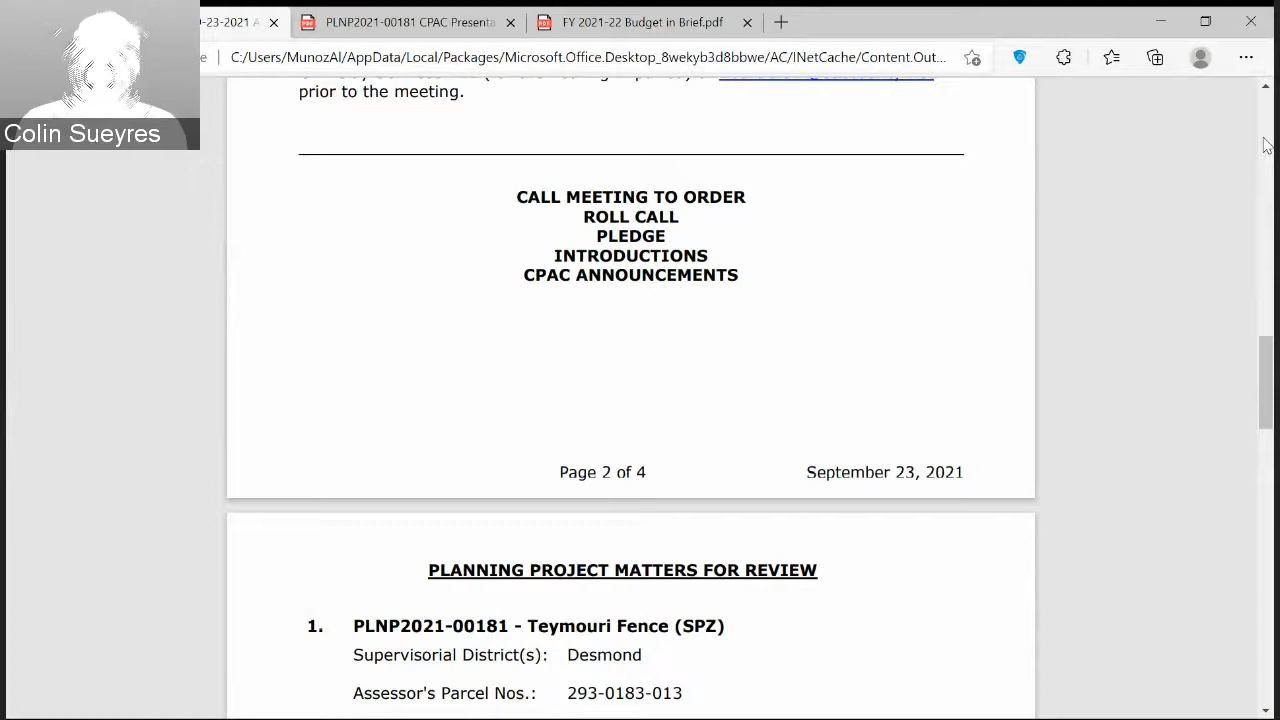 0-23-2021 A
PLNP2021-00181 CPAC Presenta
FY 2021-22 Budget in Brief.pdf
C:/Users/MunozAl/AppData/Local/Packages/Microsoft.Office.Desktop_8wekyb3d8bbwe/AC/INetCache/Content.Out...
Colin Sueyres
prior to the meeting.
CALL MEETING TO ORDER
ROLL CALL
PLEDGE
INTRODUCTIONS
CPAC ANNOUNCEMENTS
Page 2 of 4
September 23, 2021
PLANNING PROJECT MATTERS FOR REVIEW
1. PLNP2021-00181 - Teymouri Fence (SPZ)
Supervisorial District(s): Desmond
Assessor's Parcel Nos.: 293-0183-013